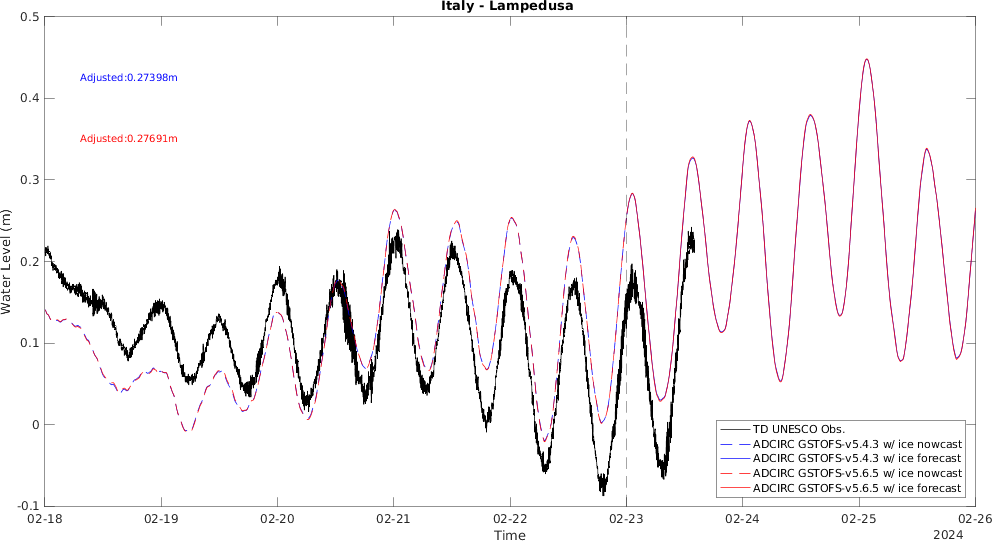 Italy - Lampedusa
0.5
0.4
0.3
0.2
0.1
0
-0.1
Water Level (m)
Adjusted:0.27398m
Adjusted:0.27691m
TD UNESCO Obs.
ADCIRC GSTOFS-v5.4.3 w/ ice nowcast
ADCIRC GSTOFS-v5.4.3 w/ ice forecast
ADCIRC GSTOFS-v5.6.5 w/ ice nowcast
ADCIRC GSTOFS-v5.6.5 w/ ice forecast
02-18 02-19 02-20 02-21 02-22 02-23 02-24 02-25 02-26
Time
2024